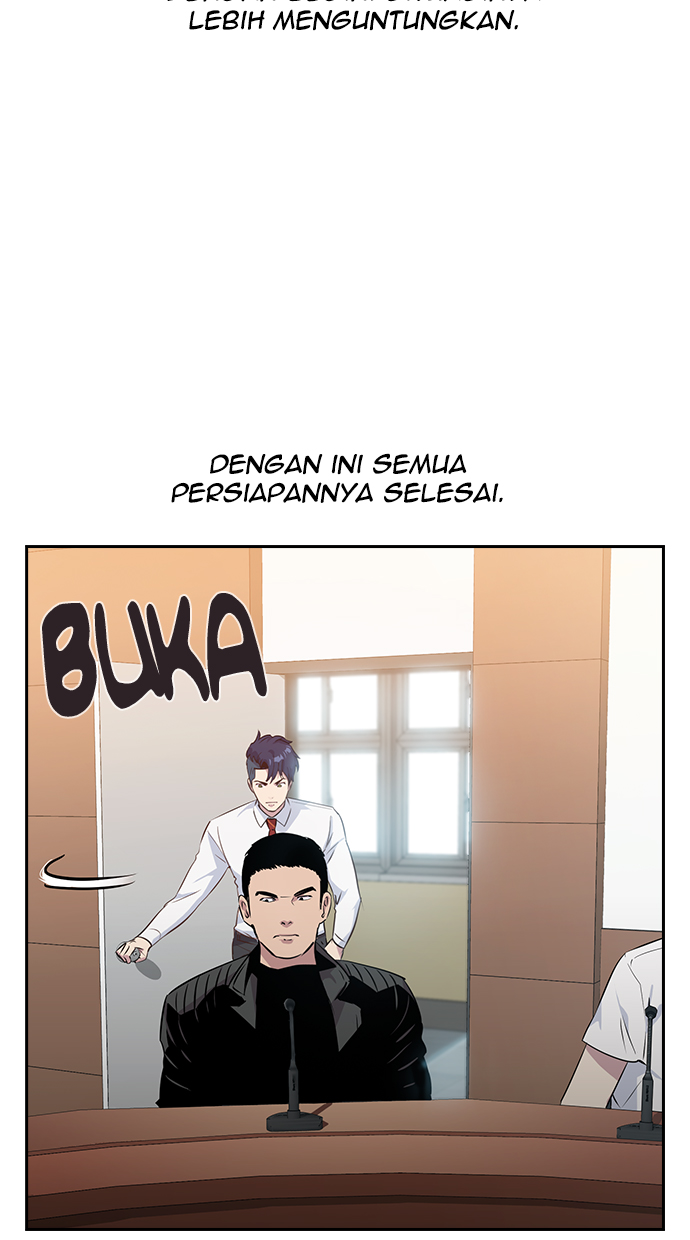 LEBIH MENGUNTUNGKAN.
DENGAN INI SEMUA
PERSIAPANNYA SELESAI.
BUKA